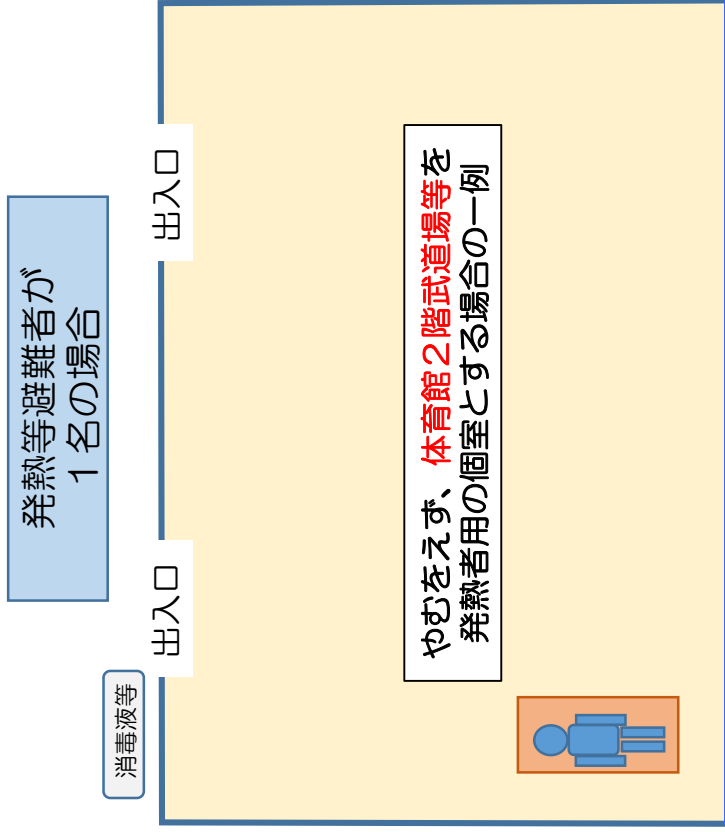 発熱等避難者が
１名の場合
消毒液等
出入口
出入口
やむをえず、体育館２階武道場等を
発熱者用の個室とする場合の一例